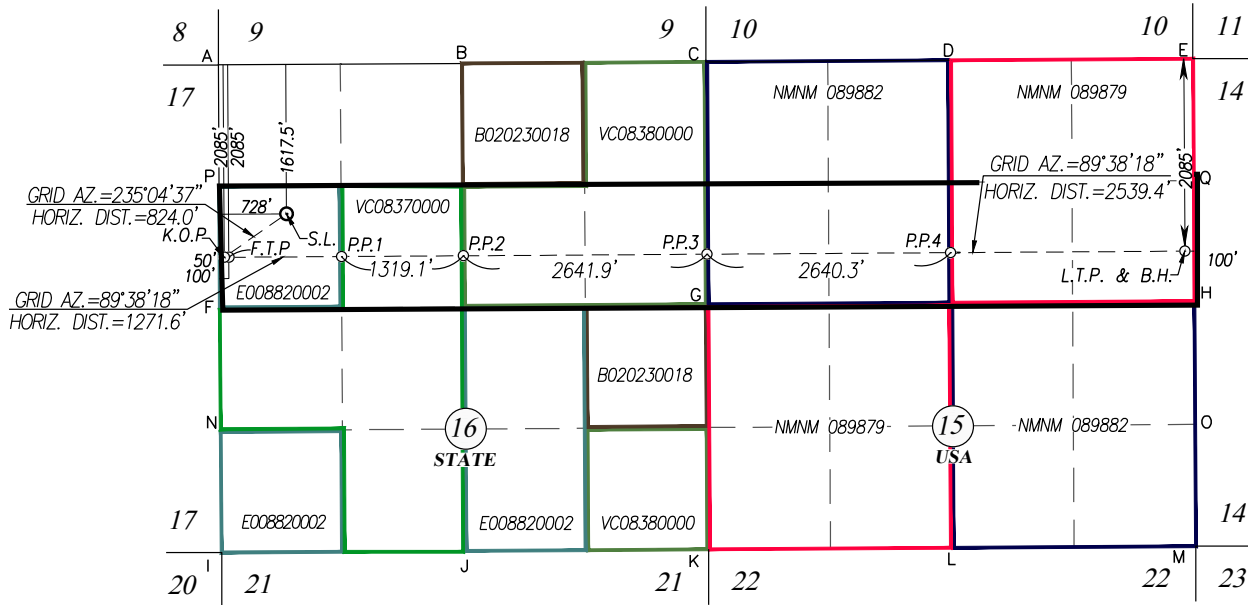 8
9
9
10
10
11
A
B
C
D
E
17
14
NMNM 089882
NMNM 089879
B020230018
VC08380000
2085'
2085'
1617.5'
2085'
GRID AZ.=89°38'18"
HORIZ. DIST.=2539.4'
P
Q
GRID AZ.=235°04'37"
HORIZ. DIST.=824.0'
728'
VC08370000
S.L.
K.O.P.
F.T.P
P.P.1
P.P.2
P.P.3
P.P.4
50'
100'
1319.1'
2641.9'
2640.3'
100'
L.T.P. & B.H.
E008820002
GRID AZ.=89°38'18"
HORIZ. DIST.=1271.6'
F
G
H
B020230018
N
16
STATE
NMNM 089879
15
USA
NMNM 089882
O
17
E008820002
E008820002
VC08380000
14
I
J
K
L
M
20
21
21
22
22
23